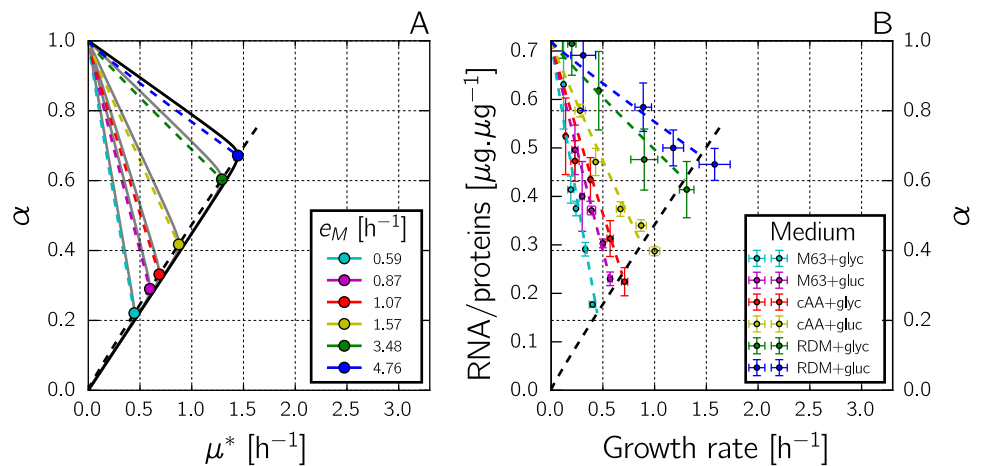 A
1.0
0.8
0.6
0.4
0.2
0.0
α
0.0 0.5 1.0 1.5 2.0 2.5 3.0
μ* [h⁻¹]
e_M [h⁻¹]
0.59
0.87
1.07
1.57
3.48
4.76
B
0.7
0.6
0.5
0.4
0.3
0.2
0.1
0.0
RNA/proteins [μg.μg⁻¹]
0.0 0.5 1.0 1.5 2.0 2.5 3.0
Growth rate [h⁻¹]
Medium
M63+glyc
M63+gluc
cAA+glyc
cAA+gluc
RDM+glyc
RDM+gluc
1.0
0.8
0.6
0.4
0.2
0.0
α